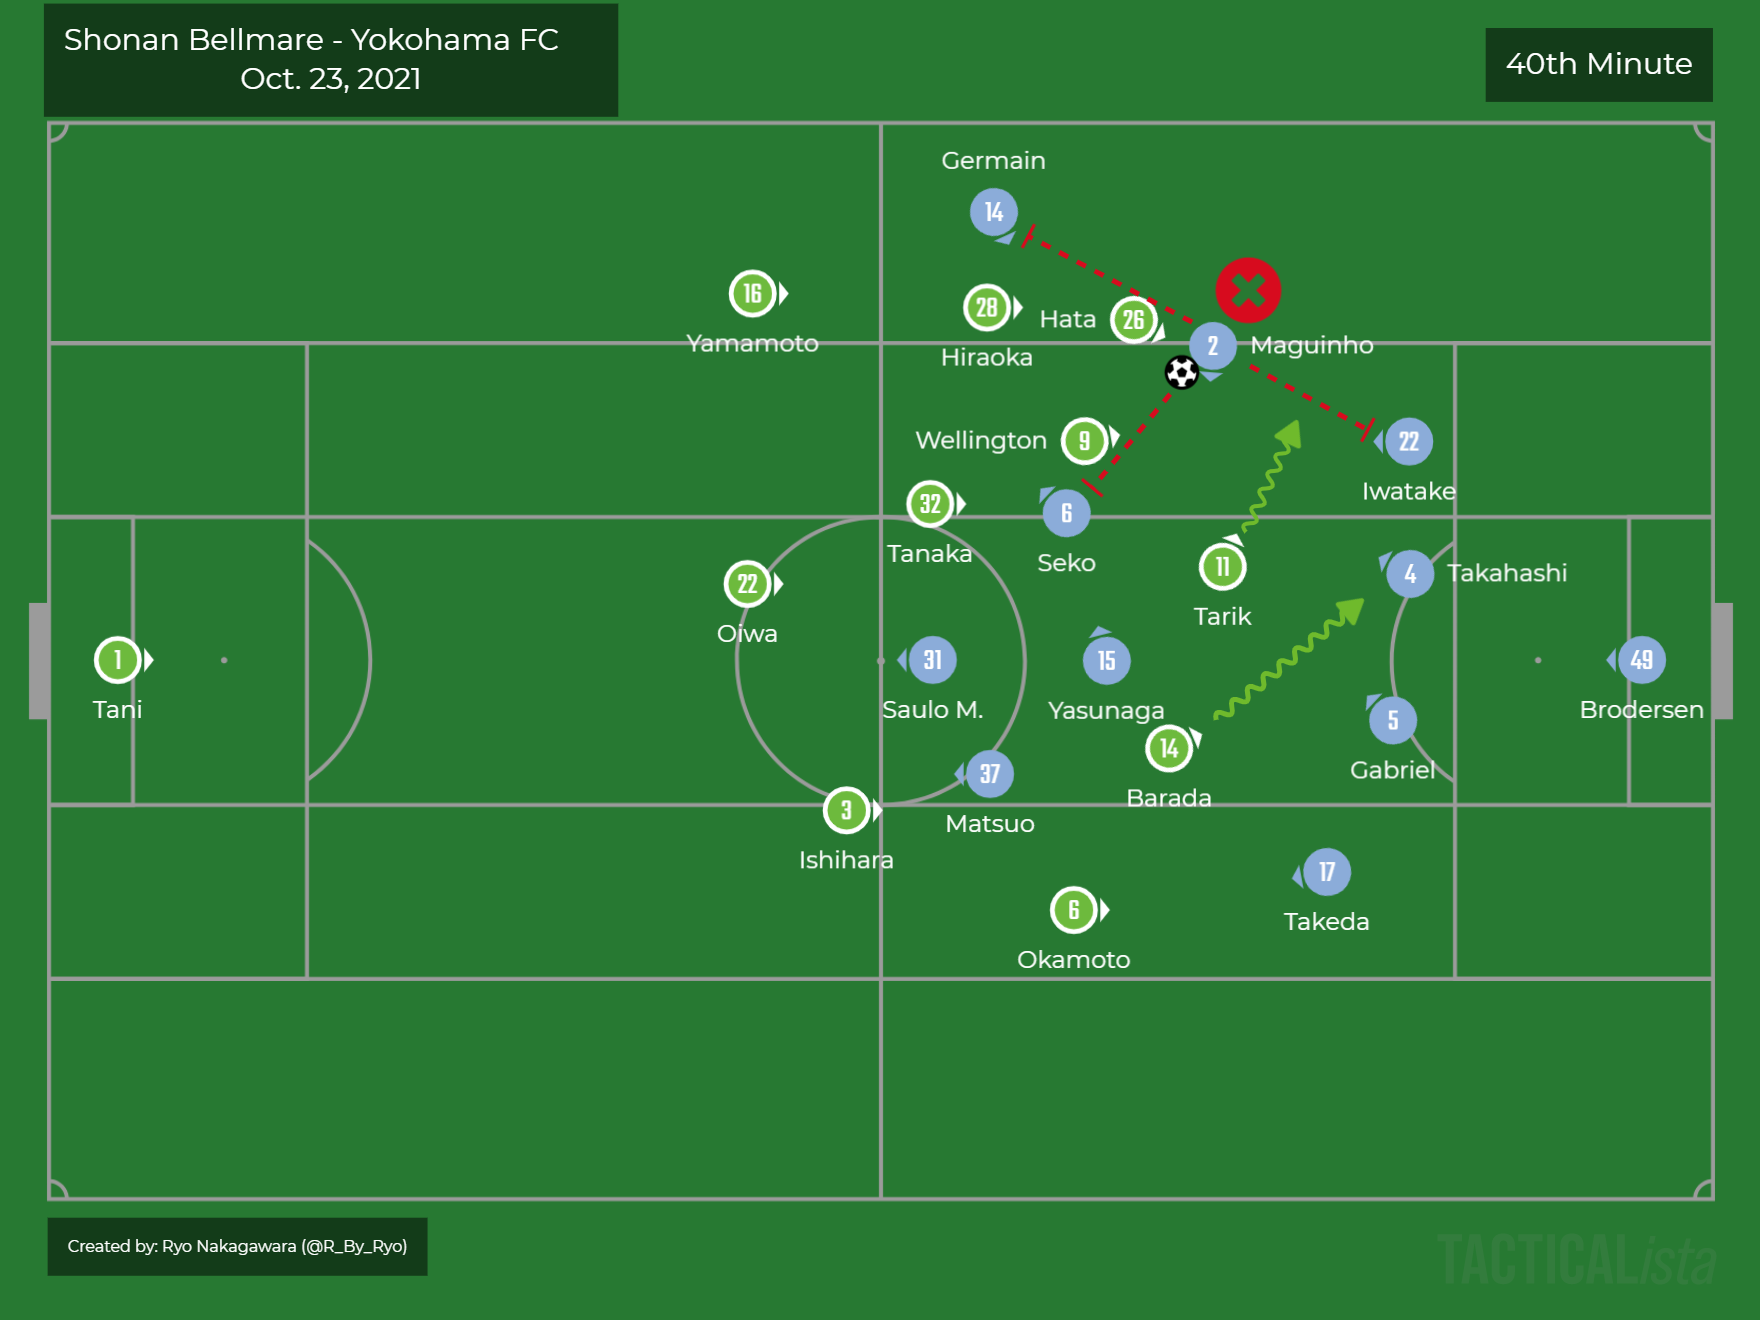 Shonan Bellmare - Yokohama FC
Oct. 23, 2021
40th Minute
Germain
14
16
Yamamoto
28
Hiraoka
Hata
26
2
Maguinho
Wellington
9
22
Iwatake
32
Tanaka
6
Seko
11
Tarik
4
Takahashi
22
Oiwa
1
Tani
31
Saulo M.
15
Yasunaga
49
Brodersen
5
Gabriel
14
Barada
37
Matsuo
3
Ishihara
17
Takeda
6
Okamoto
Created by: Ryo Nakagawara (@R_By_Ryo)
TACTICALista